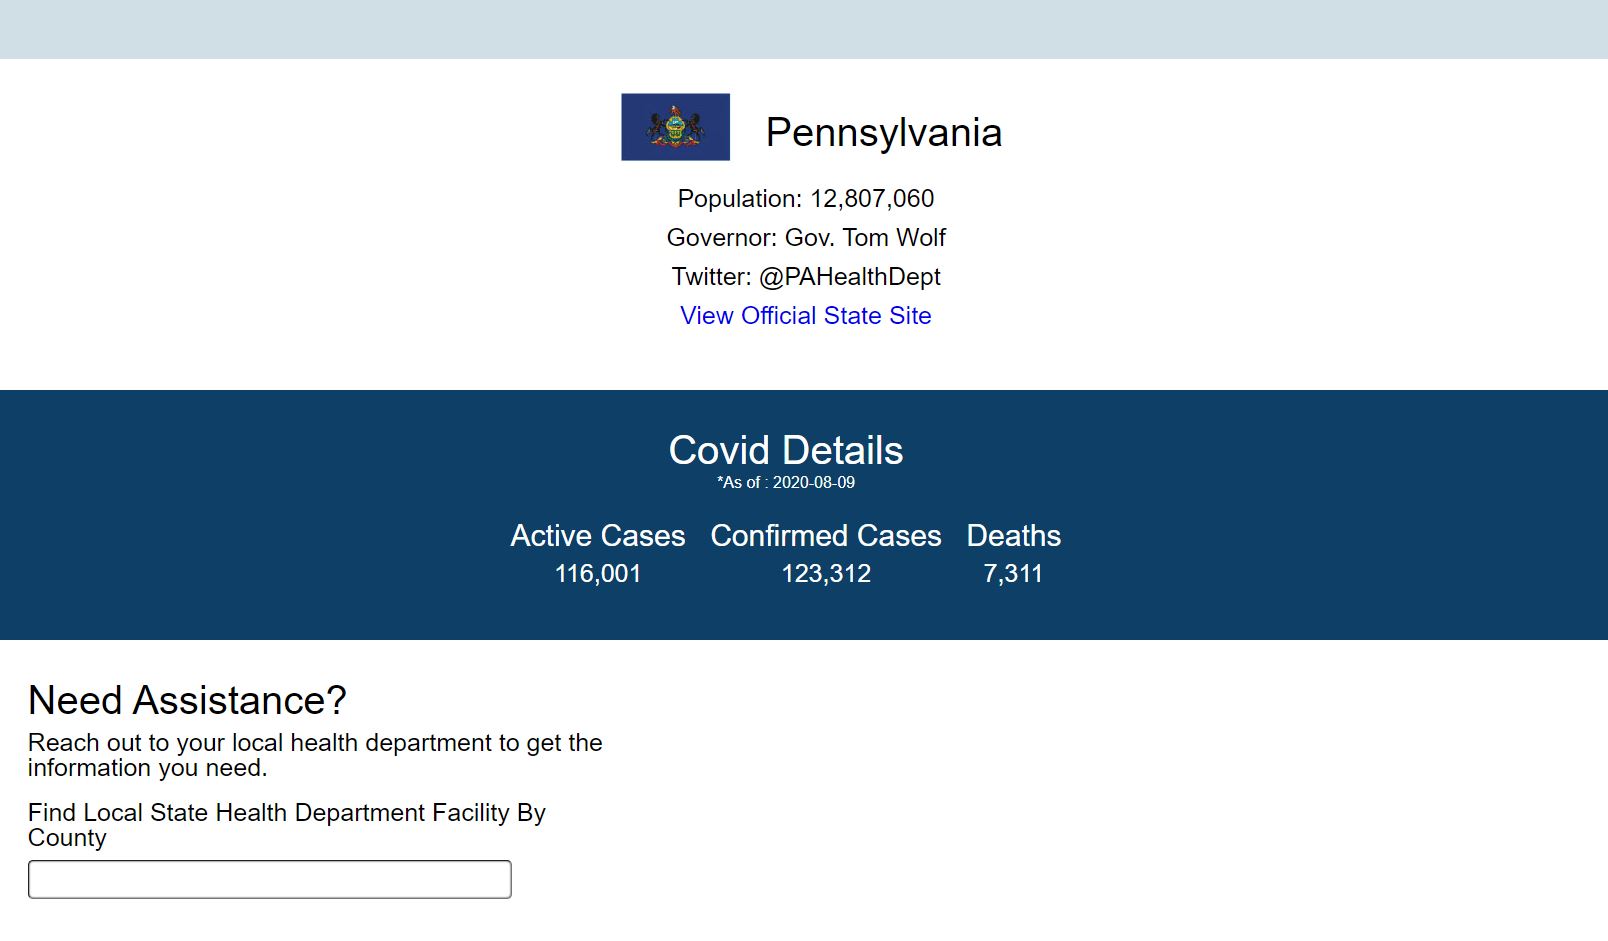 Pennsylvania
Population: 12,807,060
Governor: Gov. Tom Wolf
Twitter: @PAHealthDept
View Official State Site
Covid Details
*As of : 2020-08-09
Active Cases Confirmed Cases Deaths
116,001 123,312 7,311
Need Assistance?
Reach out to your local health department to get the
information you need.
Find Local State Health Department Facility By
County